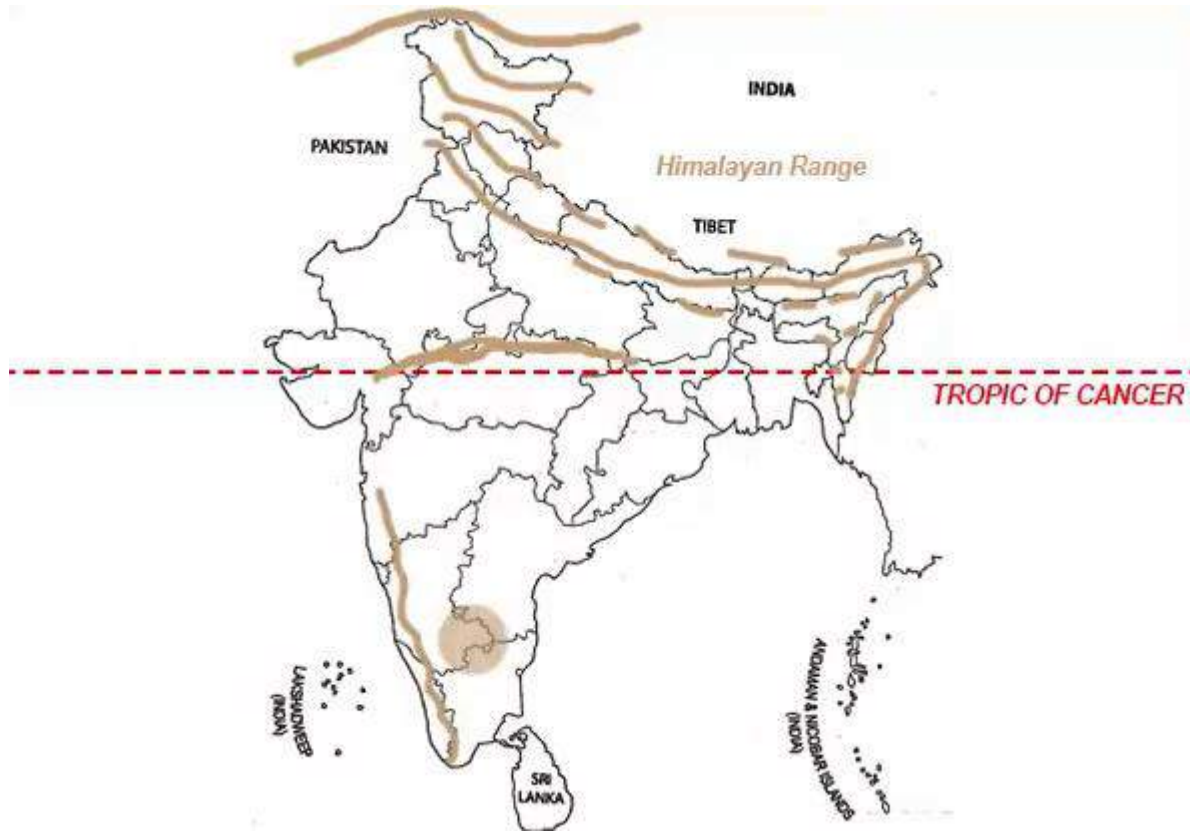 INDIA
PAKISTAN
Himalayan Range
TIBET
TROPIC OF CANCER
LAKSHADWEEP
(INDIA)
ANDAMAN & NICOBAR ISLANDS
(INDIA)
SRI
LANKA